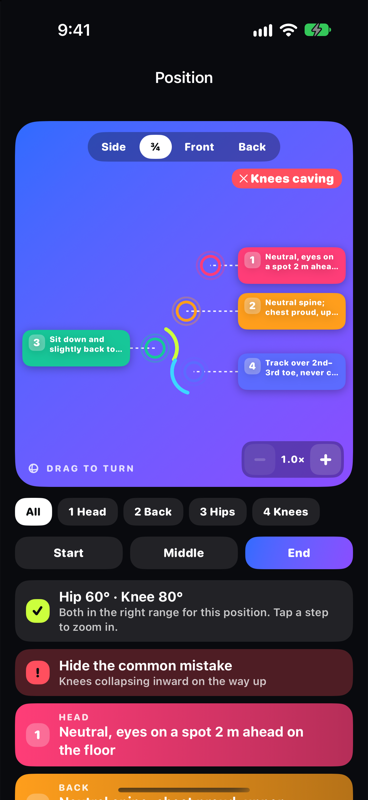 9:41
Position
Side ¾ Front Back
Knees caving
1 Neutral, eyes on
a spot 2 m ahea…
2 Neutral spine;
chest proud, up…
3 Sit down and
slightly back to…
4 Track over 2nd–
3rd toe, never c…
DRAG TO TURN
1.0×
All 1 Head 2 Back 3 Hips 4 Knees
Start Middle End
Hip 60° · Knee 80°
Both in the right range for this position. Tap a step
to zoom in.
Hide the common mistake
Knees collapsing inward on the way up
HEAD
1 Neutral, eyes on a spot 2 m ahead on
the floor
BACK